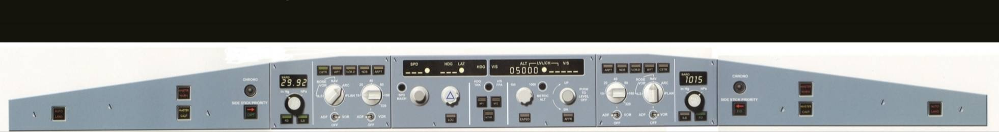 AUTO
LAND
MASTER
WARN
MASTER
CAUT
CHRONO
SIDE STICK PRIORITY
CAPT
BARO
29.92
in Hg hPa
FD ILS
CSTR WPT VOR.D NDB ARPT
ROSE NAV
VOR ARC
ILS PLAN
40
20 80
10 160
320
1 2
ADF VOR ADF VOR
OFF OFF
SPD HDG LAT HDG V/S ALT LVL/CH V/S
--- --- 05000 -----
SPD
MACH
HDG
TRK
V/S
FPA
AP1 AP2
A/THR
LOC
100 1000
METRIC
ALT
UP
DN
PUSH
TO
LEVEL
OFF
EXPED APPR
ARPT NDB VOR.D WPT CSTR
40
20 80
10 160
320
ROSE NAV
VOR ARC
ILS PLAN
ADF VOR ADF VOR
OFF OFF
BARO
1015
in Hg hPa
ILS FD
CHRONO
SIDE STICK PRIORITY
F/O
MASTER
WARN
MASTER
CAUT
AUTO
LAND